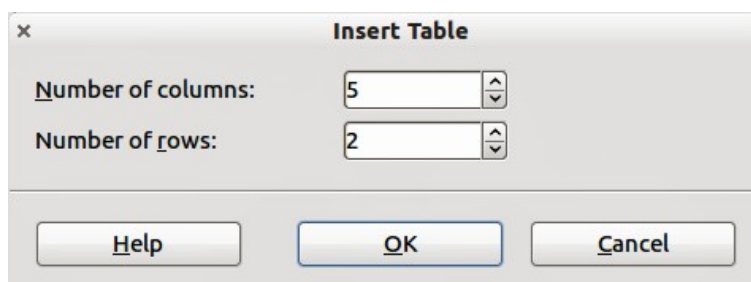 Insert Table
Number of columns: 5
Number of rows: 2
Help OK Cancel